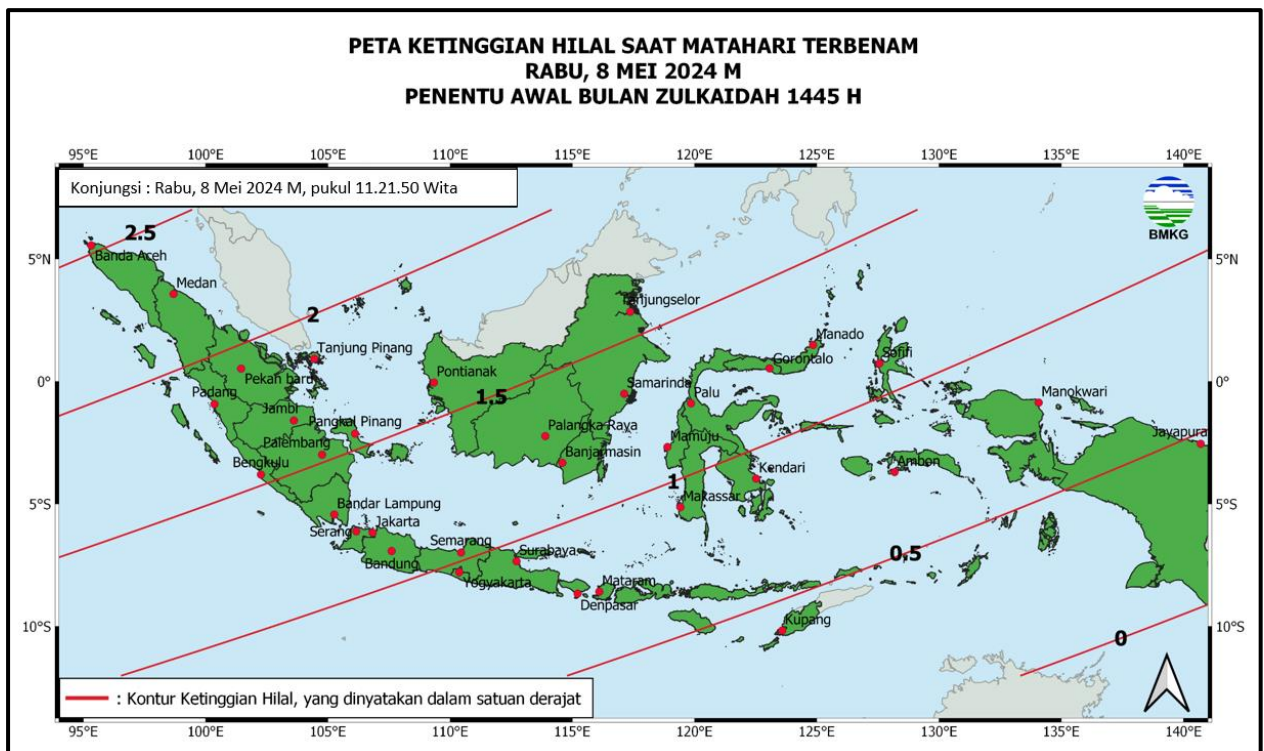 PETA KETINGGIAN HILAL SAAT MATAHARI TERBENAM
RABU, 8 MEI 2024 M
PENENTU AWAL BULAN ZULKAIDAH 1445 H
95°E 100°E 105°E 110°E 115°E 120°E 125°E 130°E 135°E 140°E
Konjungsi : Rabu, 8 Mei 2024 M, pukul 11.21.50 Wita
BMKG
2.5
Banda Aceh
5°N 5°N
Medan
Tanjungselor
2
Tanjung Pinang
Manado
Gorontalo
Sofifi
Pekan baru
Pontianak
0° 0°
Samarinda
Palu
Manokwari
Padang
1.5
Jambi
Pangkal Pinang
Palangka Raya
Jayapura
Palembang
Mamuju
Bengkulu
Banjarmasin
Kendari
Ambon
1
Makassar
5°S 5°S
Bandar Lampung
Serang
Jakarta
Semarang
Surabaya
0.5
Bandung
Yogyakarta
Mataram
Denpasar
Kupang
10°S 10°S
0
: Kontur Ketinggian Hilal, yang dinyatakan dalam satuan derajat
95°E 100°E 105°E 110°E 115°E 120°E 125°E 130°E 135°E 140°E